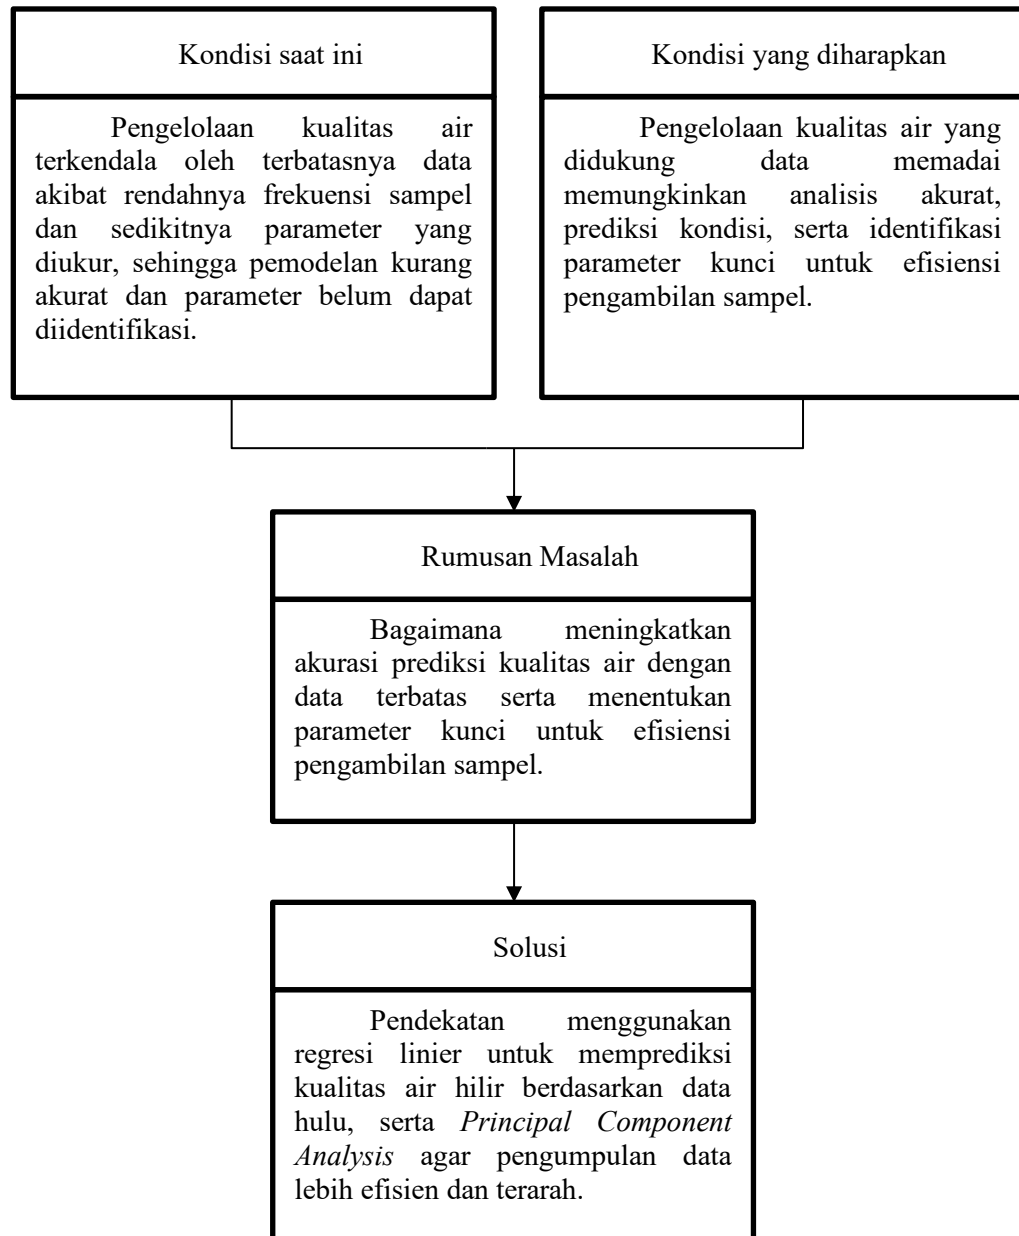 Kondisi saat ini
Pengelolaan kualitas air
terkendala oleh terbatasnya data
akibat rendahnya frekuensi sampel
dan sedikitnya parameter yang
diukur, sehingga pemodelan kurang
akurat dan parameter belum dapat
diidentifikasi.
Kondisi yang diharapkan
Pengelolaan kualitas air yang
didukung data memadai
memungkinkan analisis akurat,
prediksi kondisi, serta identifikasi
parameter kunci untuk efisiensi
pengambilan sampel.
Rumusan Masalah
Bagaimana meningkatkan
akurasi prediksi kualitas air dengan
data terbatas serta menentukan
parameter kunci untuk efisiensi
pengambilan sampel.
Solusi
Pendekatan menggunakan
regresi linier untuk memprediksi
kualitas air hilir berdasarkan data
hulu, serta Principal Component
Analysis agar pengumpulan data
lebih efisien dan terarah.